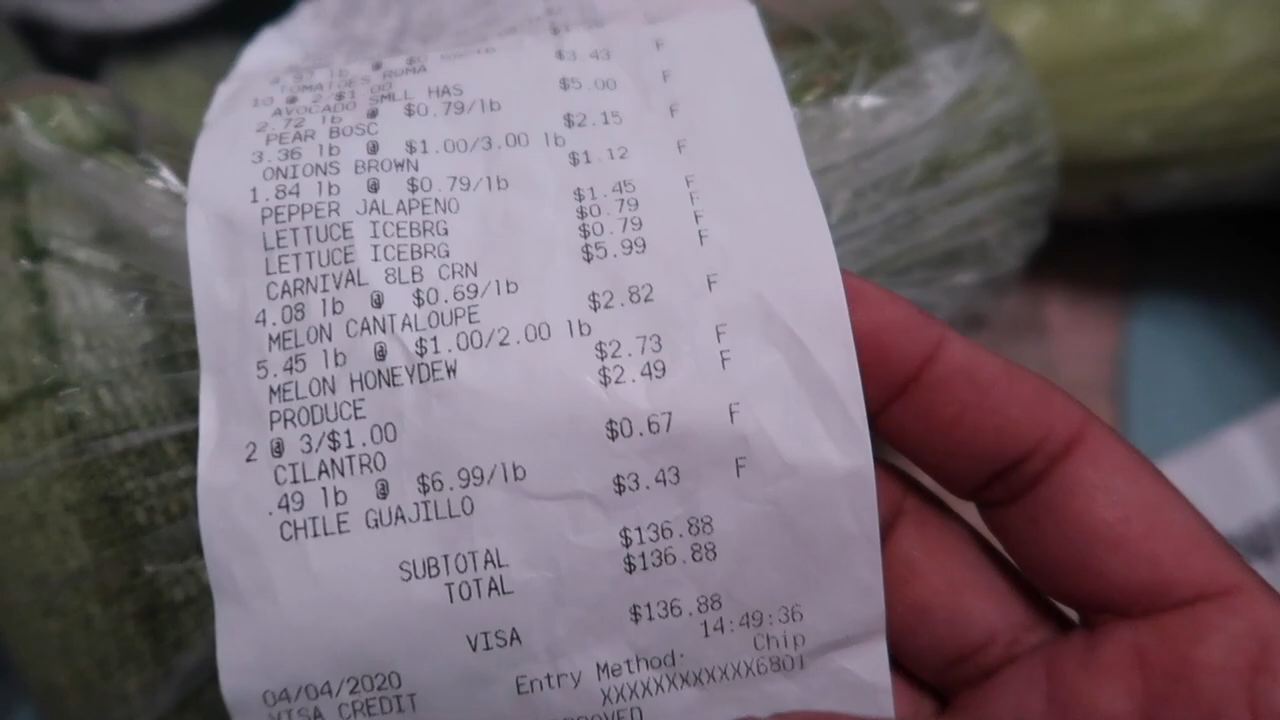 lb @ $3.43 F
TOMATOES ROMA
10 @ 2/$1.00 $5.00 F
AVOCADO SMLL HAS
2.72 lb @ $0.79/lb $2.15 F
PEAR BOSC
3.36 lb @ $1.00/3.00 lb $1.12 F
ONIONS BROWN
1.84 lb @ $0.79/lb $1.45 F
PEPPER JALAPENO $0.79 F
LETTUCE ICEBRG $0.79 F
LETTUCE ICEBRG $5.99 F
CARNIVAL 8LB CRN
4.08 lb @ $0.69/lb $2.82 F
MELON CANTALOUPE
5.45 lb @ $1.00/2.00 lb $2.73 F
MELON HONEYDEW $2.49 F
PRODUCE
2 @ 3/$1.00 $0.67 F
CILANTRO
.49 lb @ $6.99/lb $3.43 F
CHILE GUAJILLO
SUBTOTAL $136.88
TOTAL $136.88
VISA $136.88
04/04/2020 14:49:36
VISA CREDIT Entry Method: Chip
XXXXXXXXXXXX6801